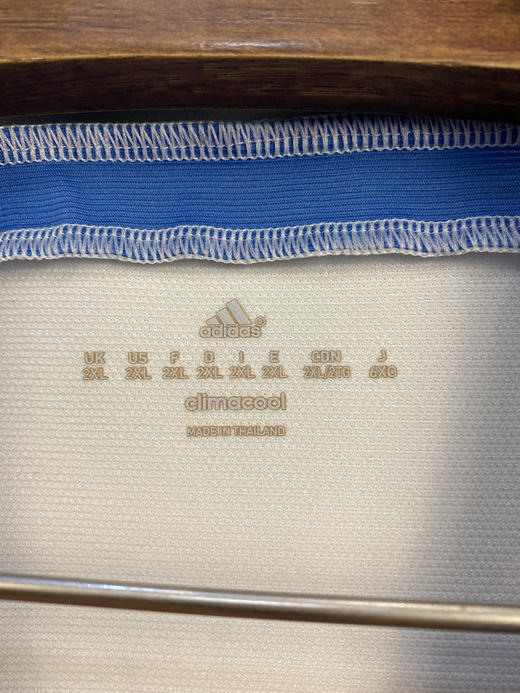 adidas®
UK US F D I E CDN J
2XL 2XL 2XL 2XL 2XL 2XL 2XL/2TG 6XO
climacool
MADE IN THAILAND